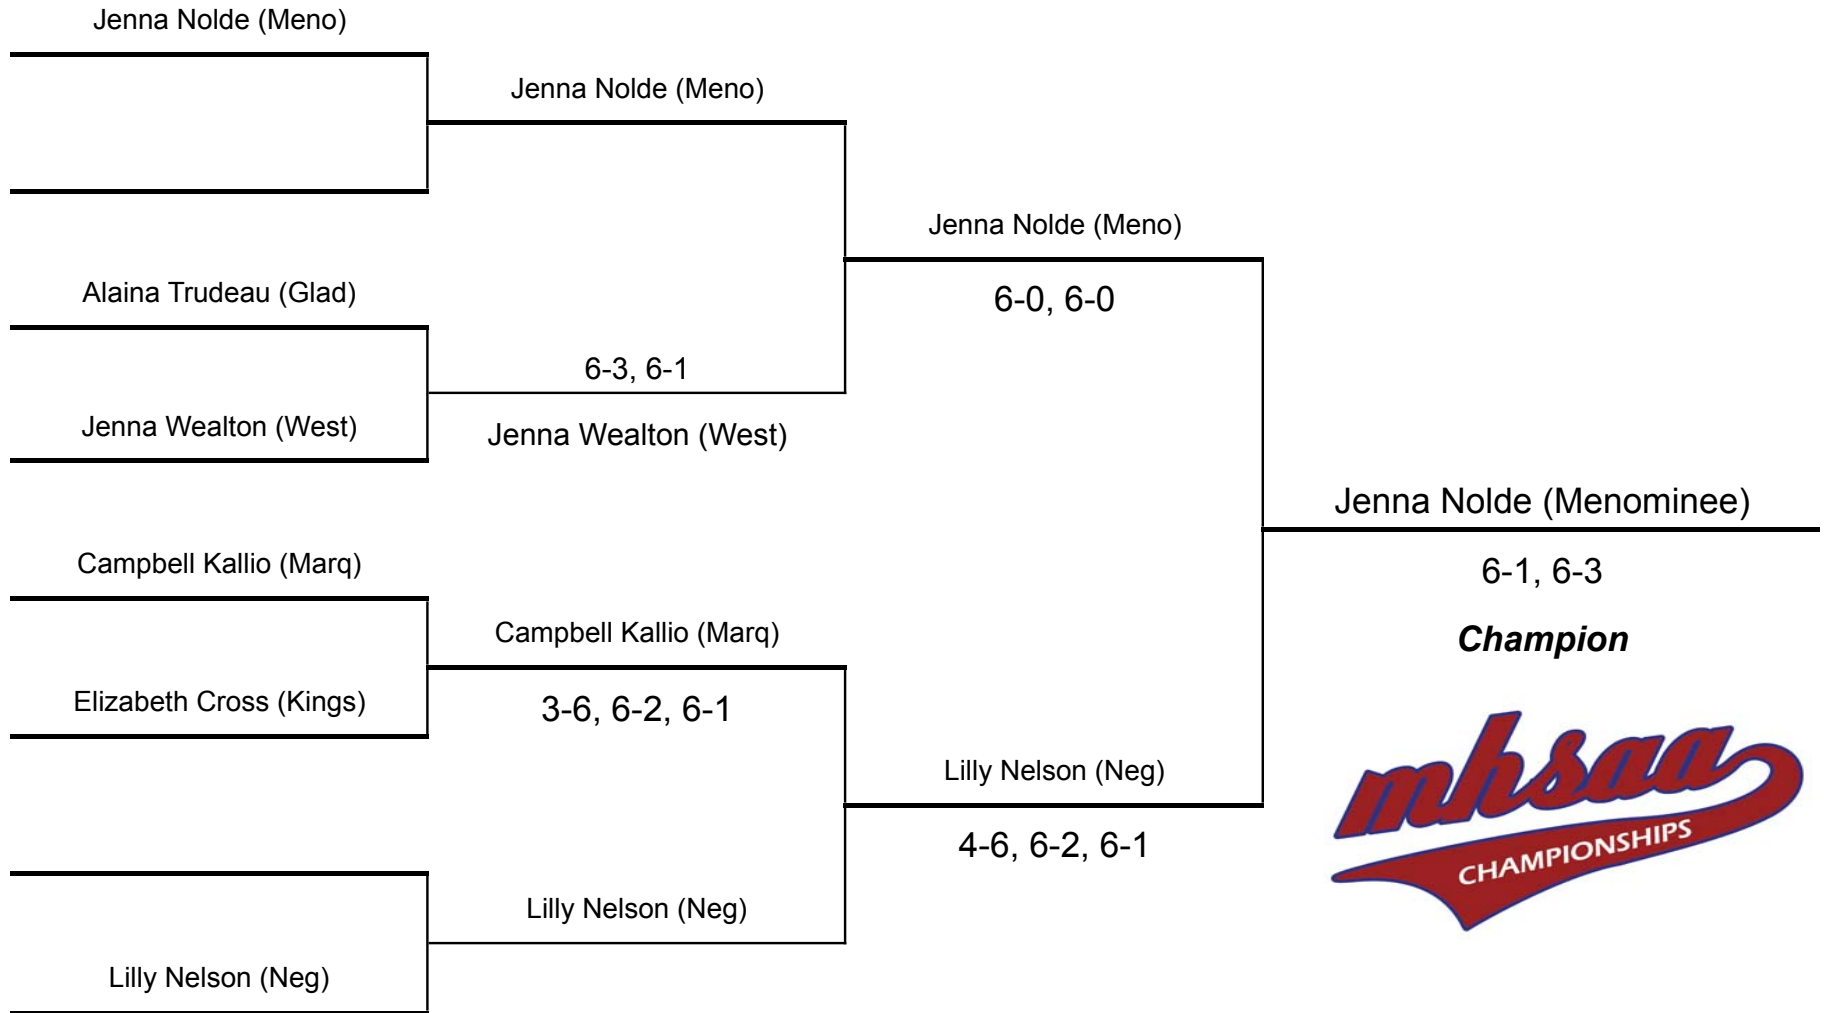 Jenna Nolde (Meno)
Jenna Nolde (Meno)
Jenna Nolde (Meno)
6-0, 6-0
Alaina Trudeau (Glad)
6-3, 6-1
Jenna Wealton (West)
Jenna Wealton (West)
Jenna Nolde (Menominee)
6-1, 6-3
Champion
Campbell Kallio (Marq)
Campbell Kallio (Marq)
Elizabeth Cross (Kings)
3-6, 6-2, 6-1
Lilly Nelson (Neg)
4-6, 6-2, 6-1
Lilly Nelson (Neg)
Lilly Nelson (Neg)
mhsaa
CHAMPIONSHIPS